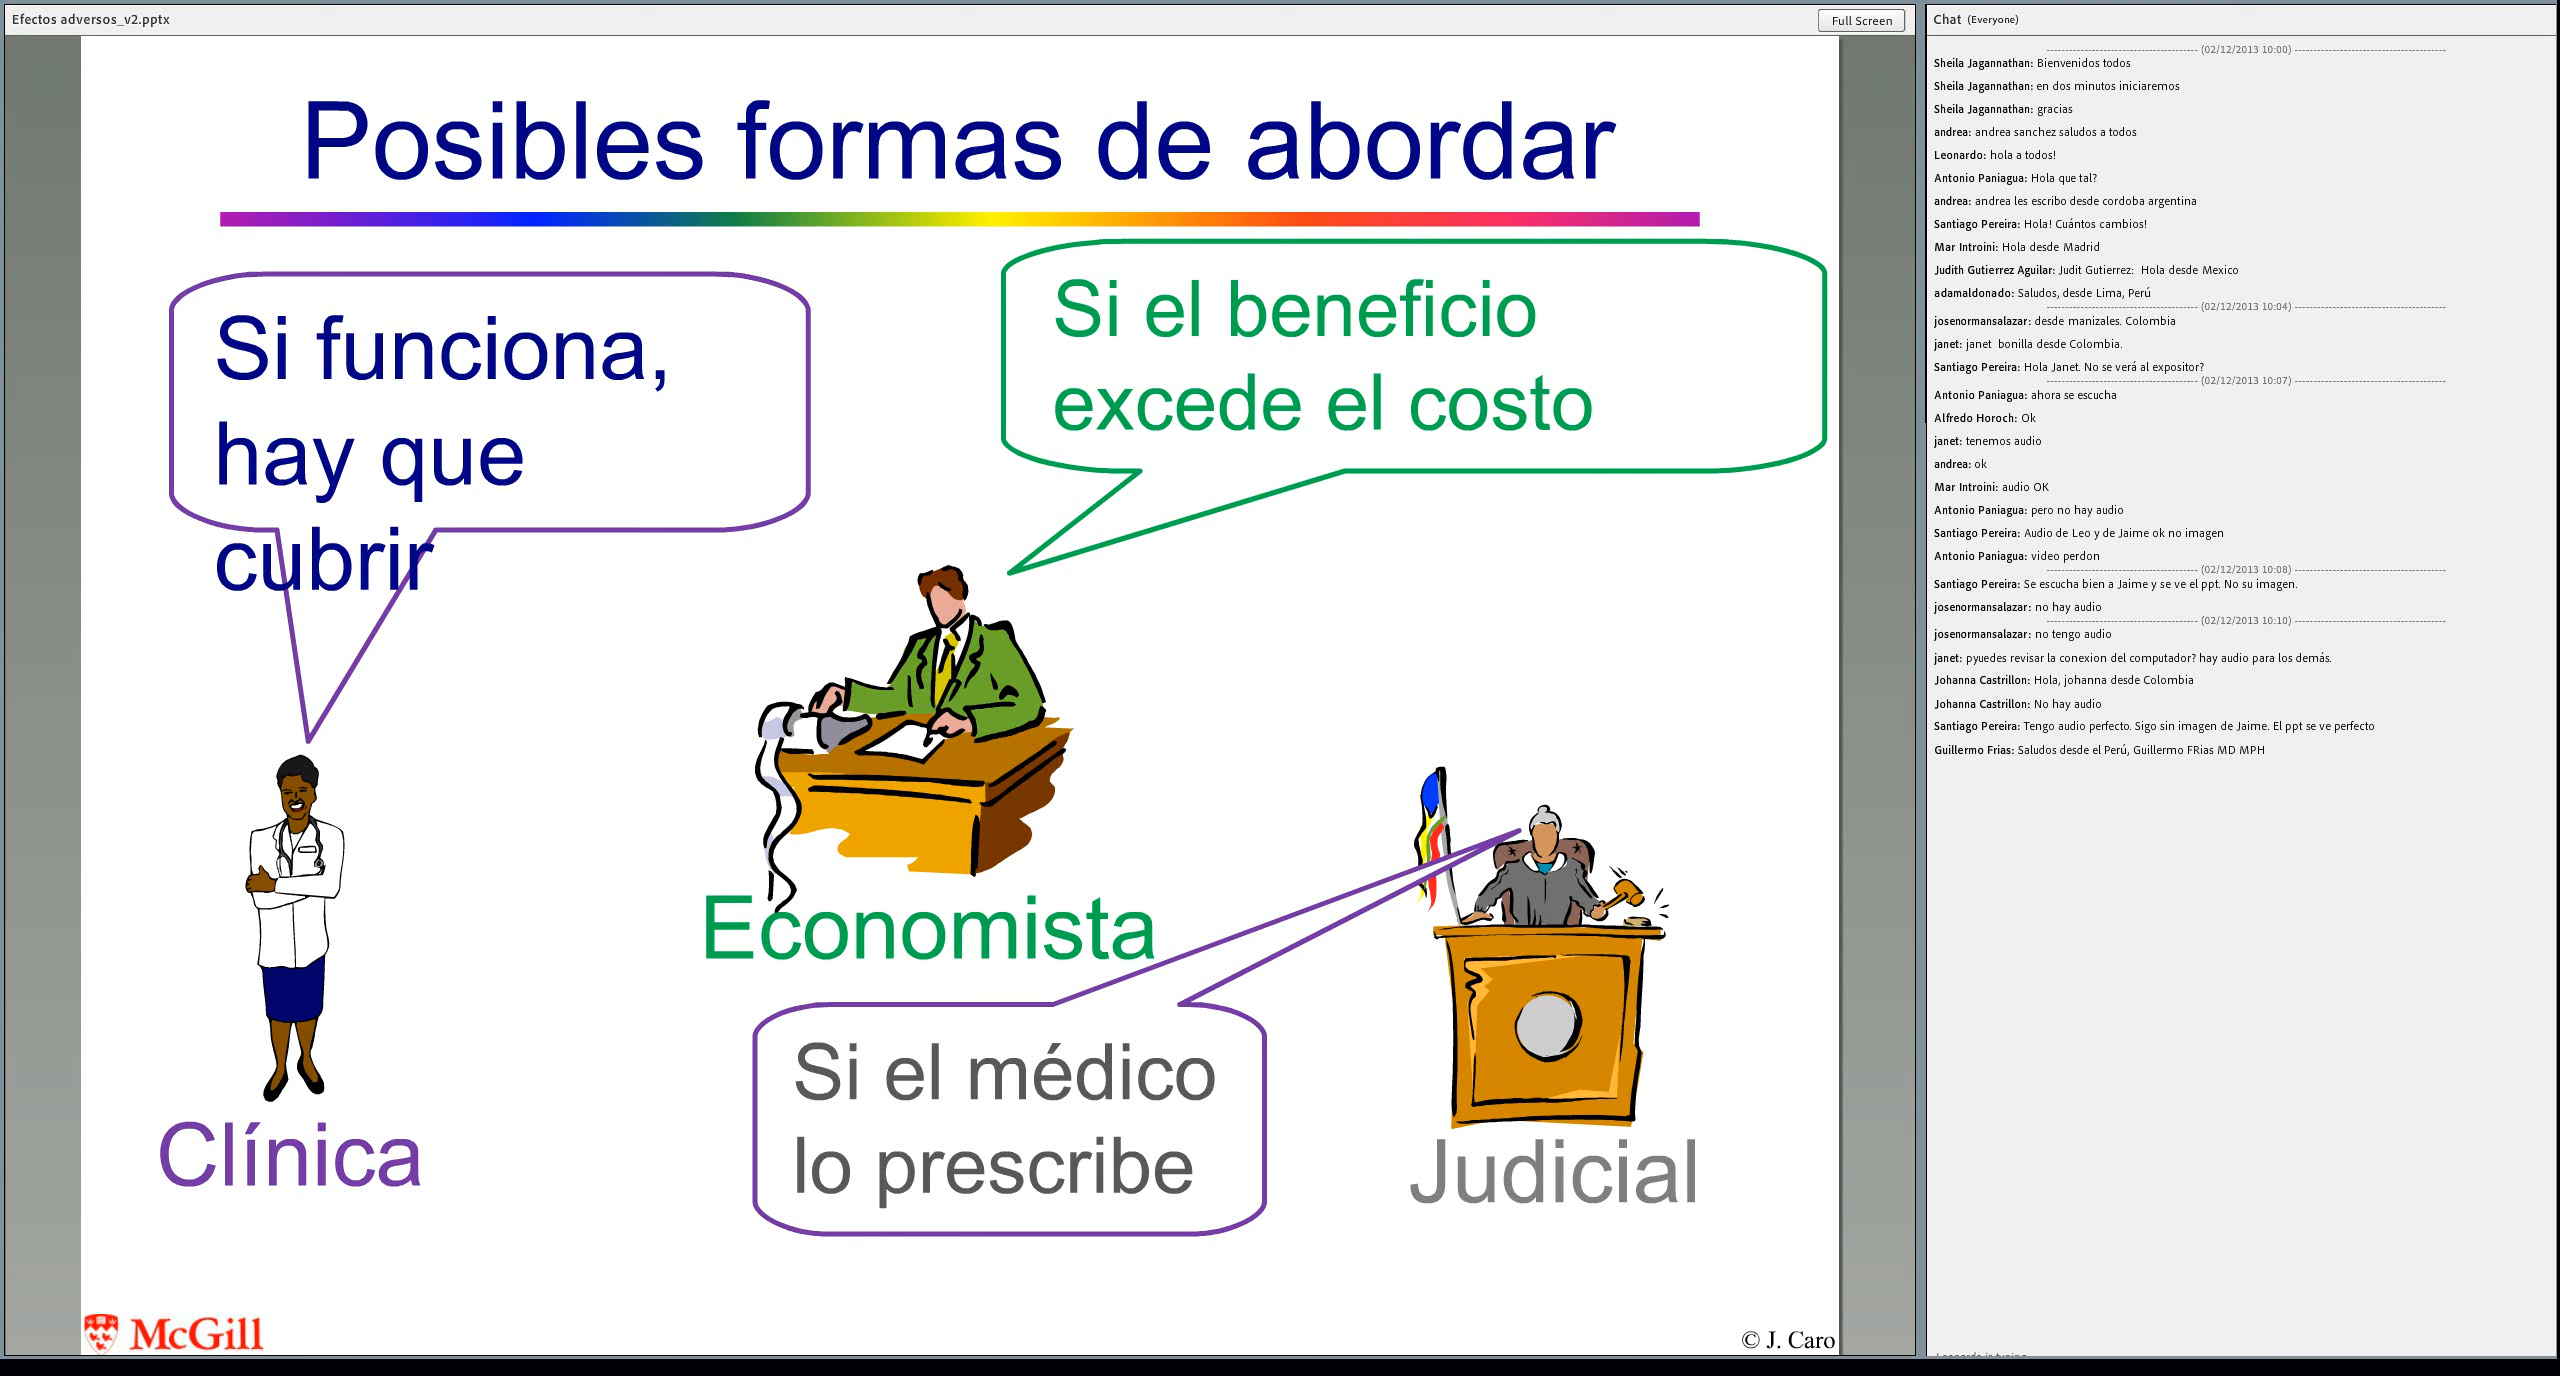 Efectos adversos_v2.pptx
Full Screen
Posibles formas de abordar
Si funciona,
hay que
cubrir
Si el beneficio
excede el costo
Economista
Si el médico
lo prescribe
Clínica
Judicial
McGill
© J. Caro
Chat (Everyone)
(02/12/2013 10:00)
Sheila Jagannathan: Bienvenidos todos
Sheila Jagannathan: en dos minutos iniciaremos
Sheila Jagannathan: gracias
andrea: andrea sanchez saludos a todos
Leonardo: hola a todos!
Antonio Paniagua: Hola que tal?
andrea: andrea les escribo desde cordoba argentina
Santiago Pereira: Hola! Cuántos cambios!
Mar Introini: Hola desde Madrid
Judith Gutierrez Aguilar: Judit Gutierrez: Hola desde Mexico
adamaldonado: Saludos, desde Lima, Perú
(02/12/2013 10:04)
josenormansalazar: desde manizales. Colombia
janet: janet bonilla desde Colombia.
Santiago Pereira: Hola Janet. No se verá al expositor?
(02/12/2013 10:07)
Antonio Paniagua: ahora se escucha
Alfredo Horoch: Ok
janet: tenemos audio
andrea: ok
Mar Introini: audio OK
Antonio Paniagua: pero no hay audio
Santiago Pereira: Audio de Leo y de Jaime ok no imagen
Antonio Paniagua: video perdon
(02/12/2013 10:08)
Santiago Pereira: Se escucha bien a Jaime y se ve el ppt. No su imagen.
josenormansalazar: no hay audio
(02/12/2013 10:10)
josenormansalazar: no tengo audio
janet: pyuedes revisar la conexion del computador? hay audio para los demás.
Johanna Castrillon: Hola, johanna desde Colombia
Johanna Castrillon: No hay audio
Santiago Pereira: Tengo audio perfecto. Sigo sin imagen de Jaime. El ppt se ve perfecto
Guillermo Frias: Saludos desde el Perú, Guillermo FRias MD MPH